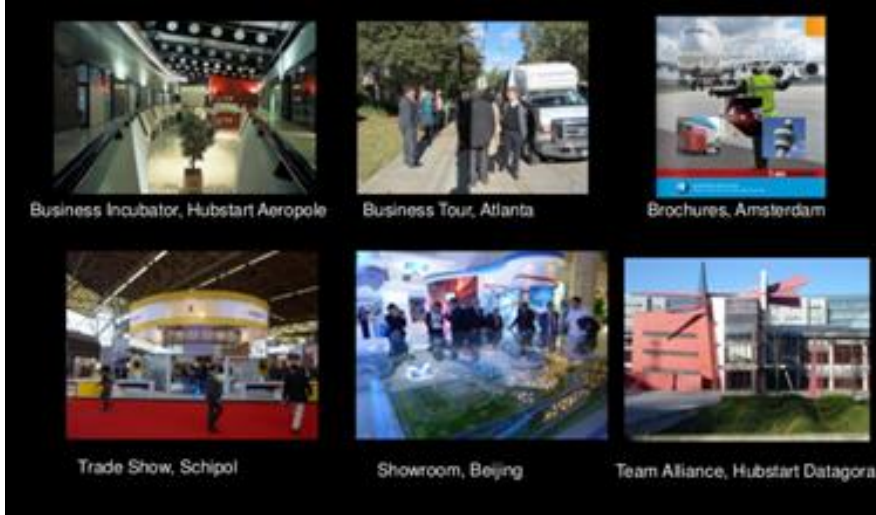 Business Incubator, Hubstart Aeropole
Business Tour, Atlanta
Brochures, Amsterdam
Trade Show, Schipol
Showroom, Beijing
Team Alliance, Hubstart Datagora